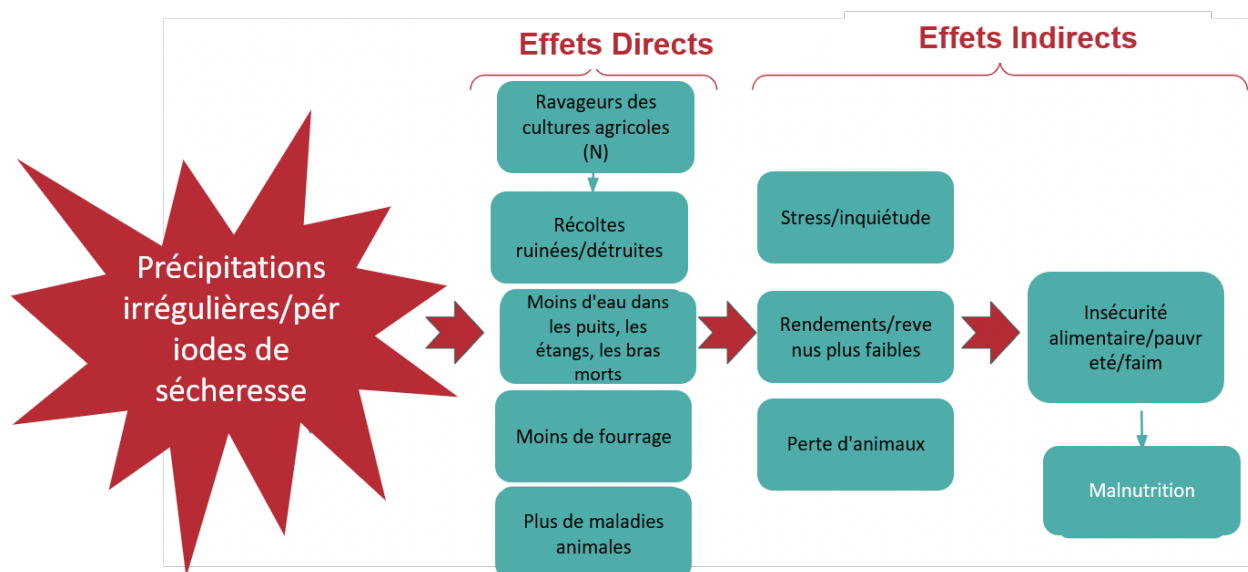 Effets Directs
Effets Indirects
Précipitations
irrégulières/pér
iodes de
sécheresse
Ravageurs des
cultures agricoles
(N)
Récoltes
ruinées/détruites
Moins d'eau dans
les puits, les
étangs, les bras
morts
Moins de fourrage
Plus de maladies
animales
Stress/inquiétude
Rendements/reve
nus plus faibles
Perte d'animaux
Insécurité
alimentaire/pauvr
eté/faim
Malnutrition